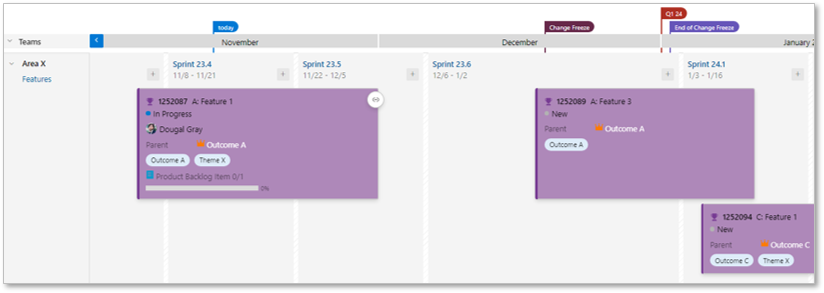 Q1 24
today
Change Freeze
End of Change Freeze
Teams
November
December
January 2
Area X
Features
Sprint 23.4
11/8 - 11/21
Sprint 23.5
11/22 - 12/5
Sprint 23.6
12/6 - 1/2
Sprint 24.1
1/3 - 1/16
1252087 A: Feature 1
In Progress
Dougal Gray
Parent Outcome A
Outcome A Theme X
Product Backlog Item 0/1
0%
1252089 A: Feature 3
New
Parent Outcome A
Outcome A
1252094 C: Feature 1
New
Parent Outcome C
Outcome C Theme X